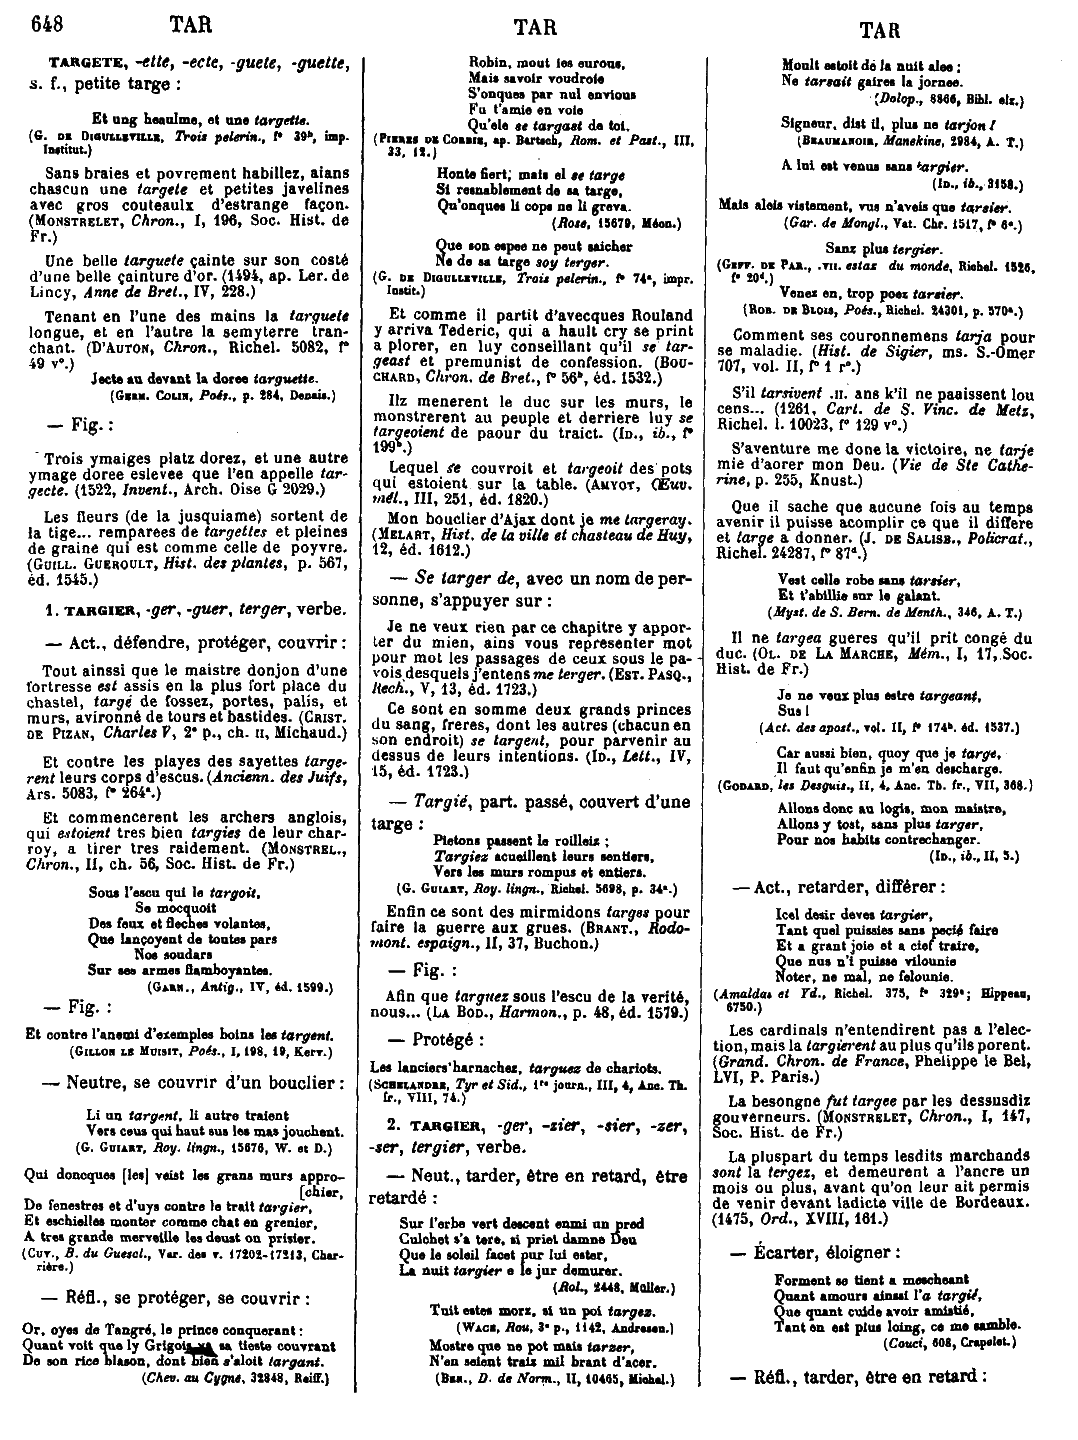 648 TAR TAR TAR
TARGETE, -ette, -ecte, -guete, -guette,
s. f., petite targe :
Et ung heaulme, et une targette.
(G. DE DIGULLEVILLE, Trois pelerin., f° 39ᵇ, imp.
Institut.)
Sans braies et povrement habillez, aians
chascun une targete et petites javelines
avec gros couteaulx d'estrange façon.
(MONSTRELET, Chron., I, 196, Soc. Hist. de
Fr.)
Une belle targuete çainte sur son costé
d'une belle çainture d'or. (1494, ap. Ler. de
Lincy, Anne de Bret., IV, 228.)
Tenant en l'une des mains la targuete
longue, et en l'autre la semyterre tran-
chant. (D'AUTON, Chron., Richel. 5082, f°
49 v°.)
Jecte au devant la doree targuette.
(GERM. COLIN, Poés., p. 284, Denais.)
— Fig. :
Trois ymaiges platz dorez, et une autre
ymage doree eslevee que l'en appelle tar-
gecte. (1522, Invent., Arch. Oise G 2029.)
Les fleurs (de la jusquiame) sortent de
la tige... remparees de targettes et pleines
de graine qui est comme celle de poyvre.
(GUILL. GUEROULT, Hist. des plantes, p. 567,
éd. 1545.)
1. TARGIER, -ger, -guer, terger, verbe.
— Act., défendre, protéger, couvrir :
Tout ainssi que le maistre donjon d'une
fortresse est assis en la plus fort place du
chastel, targé de fossez, portes, palis, et
murs, avironné de tours et bastides. (CRIST.
DE PIZAN, Charles V, 2° p., ch. II, Michaud.)
Et contre les playes des sayettes targe-
rent leurs corps d'escus. (Ancienn. des Juifs,
Ars. 5083, f° 264ᵃ.)
Et commencerent les archers anglois,
qui estoient tres bien targies de leur char-
roy, a tirer tres raidement. (MONSTREL.,
Chron., II, ch. 56, Soc. Hist. de Fr.)
Sous l'escu qui le targoit,
Se mocquoit
Des feux et fleches volantes,
Que lançoyent de toutes pars
Nos soudars
Sur ses armes flamboyantes.
(GARN., Antig., IV, éd. 1599.)
— Fig. :
Et contre l'anemi d'exemples boins les targent.
(GILLON LE MUISIT, Poés., I, 198, 19, Kerv.)
— Neutre, se couvrir d'un bouclier :
Li un targent, li autre traient
Vers ceus qui haut sus les mas jouchent.
(G. GUIART, Roy. lingn., 15676, W. et D.)
Qui doncques [les] veist les grans murs appro-
[chier,
De fenestres et d'uys contre le trait targier,
Et eschielles monter comme chat en grenier,
A tres grande merveille les deust on prisier.
(CUV., B. du Guescl., Var. des v. 17202-17213, Char-
rière.)
— Réfl., se protéger, se couvrir :
Or, oyes de Tangré, le prince conquerant :
Quant voit que ly Grigois va sa tieste couvrant
De son rice blason, dont bien s'aloit targant.
(Chev. au Cygne, 32848, Reiff.)
Robin, mout ies eurous,
Mais savoir voudroie
S'onques par nul envious
Fu t'amie en voie
Qu'ele se targast de toi.
(PIERRE DE CORBIE, ap. Bartsch, Rom. et Past., III,
33, 12.)
Honte fiert; mais el se targe
Si resnablement de sa targe,
Qu'onques li cops ne li greva.
(Rose, 15679, Méon.)
Que son espee ne peut saicher
Ne de sa targe soy terger.
(G. DE DIGULLEVILLE, Trois pelerin., f° 74ᵃ, impr.
Instit.)
Et comme il partit d'avecques Rouland
y arriva Tederic, qui a hault cry se print
a plorer, en luy conseillant qu'il se tar-
geast et premunist de confession. (BOU-
CHARD, Chron. de Bret., f° 56ᵇ, éd. 1532.)
Ilz menerent le duc sur les murs, le
monstrerent au peuple et derriere luy se
targeoient de paour du traict. (ID., ib., f°
199ᵇ.)
Lequel se couvroit et targeoit des pots
qui estoient sur la table. (AMYOT, Œuv.
mél., III, 251, éd. 1820.)
Mon bouclier d'Ajax dont je me targeray.
(MELART, Hist. de la ville et chasteau de Huy,
12, éd. 1612.)
— Se targer de, avec un nom de per-
sonne, s'appuyer sur :
Je ne veux rien par ce chapitre y appor-
ter du mien, ains vous representer mot
pour mot les passages de ceux sous le pa-
vois desquels j'entens me terger. (EST. PASQ.,
Rech., V, 13, éd. 1723.)
Ce sont en somme deux grands princes
du sang, freres, dont les autres (chacun en
son endroit) se targent, pour parvenir au
dessus de leurs intentions. (ID., Lett., IV,
15, éd. 1723.)
— Targié, part. passé, couvert d'une
targe :
Pietons passent le roilleis ;
Targiez acueillent leurs sentiers,
Vers les murs rompus et entiers.
(G. GUIART, Roy. lingn., Richel. 5698, p. 34ᵃ.)
Enfin ce sont des mirmidons targes pour
faire la guerre aux grues. (BRANT., Rodo-
mont. espaign., II, 37, Buchon.)
— Fig. :
Afin que targuez sous l'escu de la verité,
nous... (LA BOD., Harmon., p. 48, éd. 1579.)
— Protégé :
Les lanciers harnachez, targuez de chariots.
(SCHELANDRE, Tyr et Sid., 1ʳᵉ journ., III, 4, Anc. Th.
fr., VIII, 74.)
2. TARGIER, -ger, -zier, -sier, -zer,
-ser, tergier, verbe.
— Neut., tarder, être en retard, être
retardé :
Sur l'erbe vert descent enmi un pred
Culchet s'a tere, si priet damne Deu
Que le soleil facet pur lui ester,
La nuit targier e le jur demurer.
(Rol., 2448, Müller.)
Tuit estes morz, si un poi targez.
(WACE, Rou, 3ᵉ p., 1142, Andresen.)
Mostre que ne pot mais tarzer,
N'en seient traiz mil brant d'acer.
(BEN., D. de Norm., II, 10465, Michel.)
Moult estoit de la nuit alee ;
Ne tarsait gaires la jornee.
(Dolop., 8866, Bibl. elz.)
Signeur, dist il, plus ne tarjon !
(BEAUMANOIR, Manekine, 2984, A. T.)
A lui est venus sans targier.
(ID., ib., 3158.)
Mais aleis vistement, vus n'aveis que tarsier.
(Gar. de Mongl., Vat. Chr. 1517, f° 6ᵃ.)
Sanz plus tergier.
(GEFF. DE PAR., .VII. estaz du monde, Richel. 1526,
f° 20ᵈ.)
Venez en, trop poez tarsier.
(ROB. DE BLOIS, Poés., Richel. 24301, p. 570ᵃ.)
Comment ses couronnemens tarja pour
se maladie. (Hist. de Sigier, ms. S.-Omer
707, vol. II, f° 1 r°.)
S'il tarsivent .II. ans k'il ne paaissent lou
cens... (1261, Cart. de S. Vinc. de Metz,
Richel. l. 10023, f° 129 v°.)
S'aventure me done la victoire, ne tarje
mie d'aorer mon Deu. (Vie de Ste Cathe-
rine, p. 255, Knust.)
Que il sache que aucune fois au temps
avenir il puisse acomplir ce que il differe
et targe a donner. (J. DE SALISB., Policrat.,
Richel. 24287, f° 87ᵈ.)
Vest celle robe sans tarsier,
Et t'abillie sur le galant.
(Myst. de S. Bern. de Menth., 346, A. T.)
Il ne targea gueres qu'il prit congé du
duc. (OL. DE LA MARCHE, Mém., I, 17, Soc.
Hist. de Fr.)
Je ne veux plus estre targeant,
Sus !
(Act. des apost., vol. II, f° 174ᵇ, éd. 1537.)
Car aussi bien, quoy que je targe,
Il faut qu'enfin je m'en descharge.
(GODARD, les Desguis., II, 4, Anc. Th. fr., VII, 368.)
Allons donc au logis, mon maistre,
Allons y tost, sans plus targer,
Pour nos habits contrechanger.
(ID., ib., II, 5.)
— Act., retarder, différer :
Icel desir deves targier,
Tant quel puissies sans pecié faire
Et a grant joie et a cief traire,
Que nus n'i puisse vilounie
Noter, ne mal, ne felounie.
(Amaldas et Yd., Richel. 375, f° 329ᵃ; Hippeau,
6750.)
Les cardinals n'entendirent pas a l'elec-
tion, mais la targierent au plus qu'ils porent.
(Grand. Chron. de France, Phelippe le Bel,
LVI, P. Paris.)
La besongne fut targee par les dessusdiz
gouverneurs. (MONSTRELET, Chron., I, 147,
Soc. Hist. de Fr.)
La pluspart du temps lesdits marchands
sont la tergez, et demeurent a l'ancre un
mois ou plus, avant qu'on leur ait permis
de venir devant ladicte ville de Bordeaux.
(1475, Ord., XVIII, 161.)
— Écarter, éloigner :
Forment se tient a mescheant
Quant amours ainssi l'a targié,
Que quant cuide avoir amistié,
Tant en est plus loing, ce me samble.
(Couci, 608, Crapelet.)
— Réfl., tarder, être en retard :